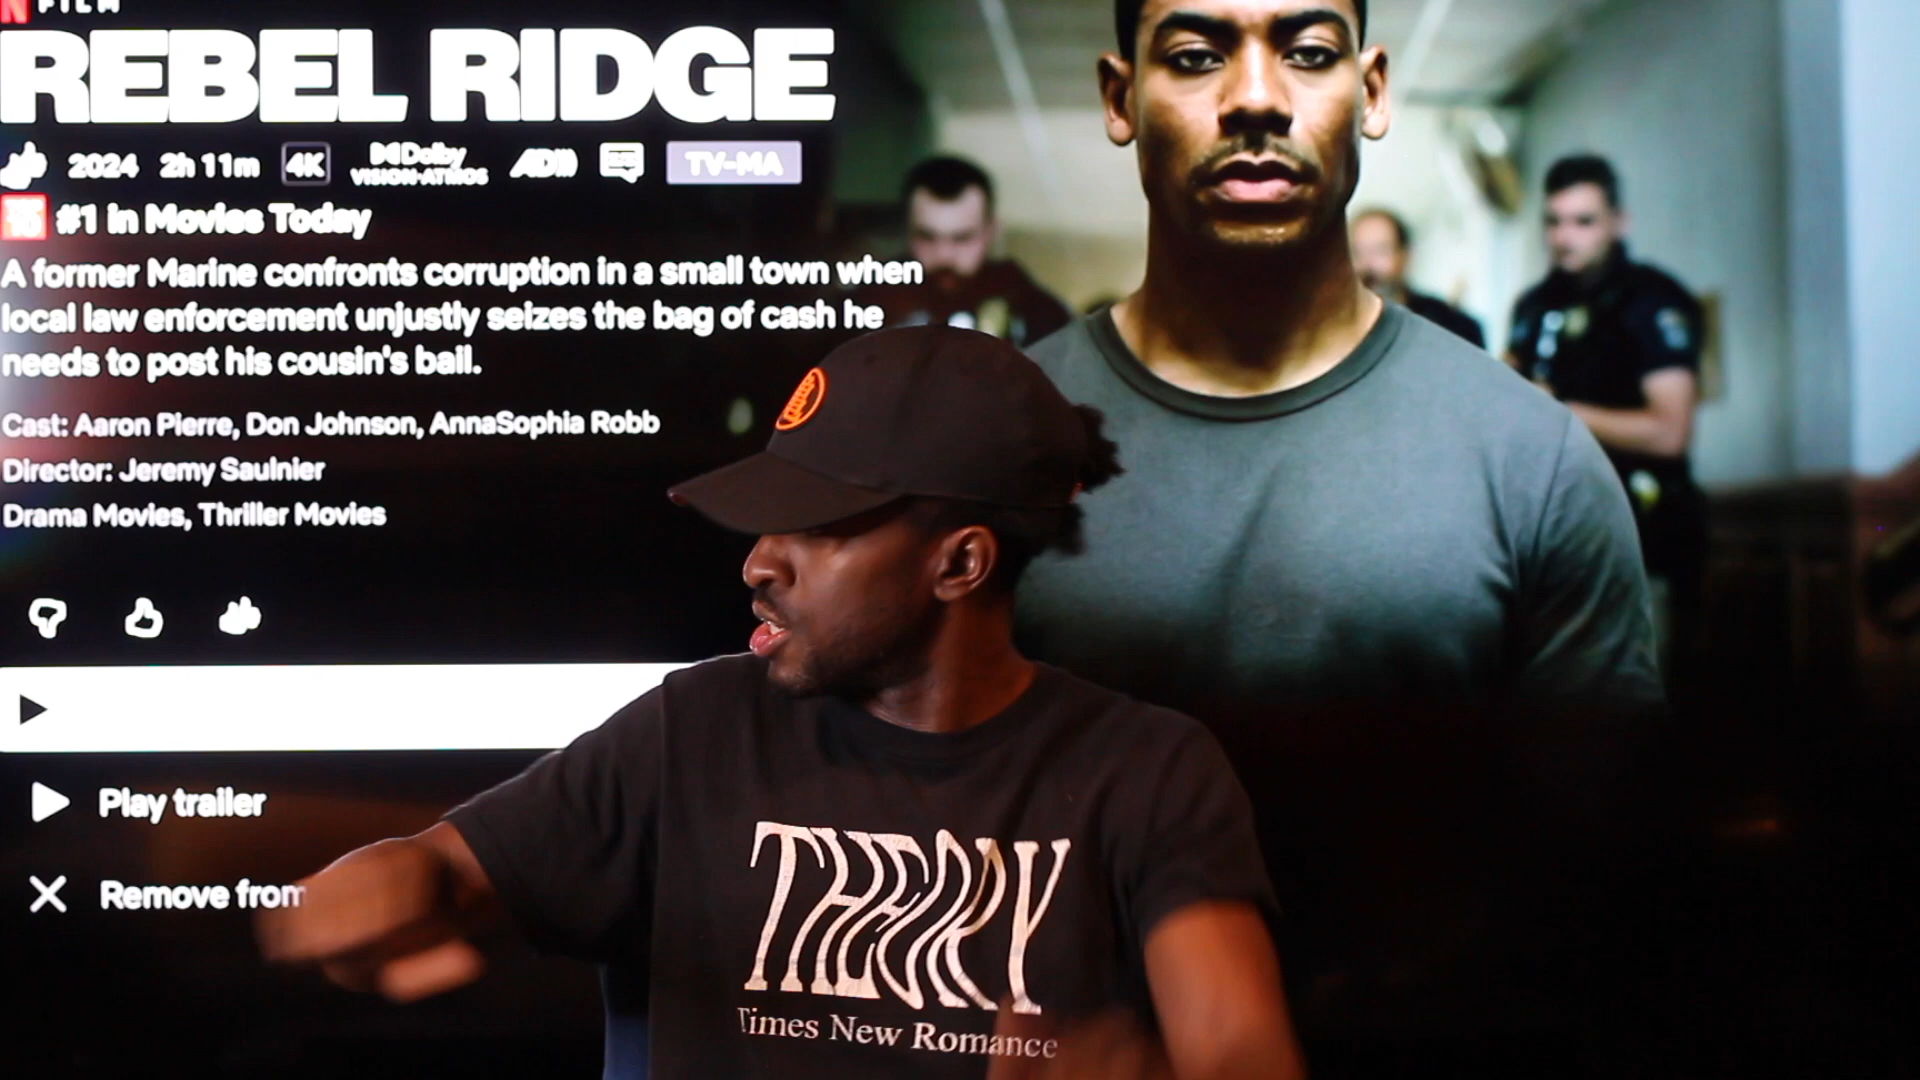 N FILM
REBEL RIDGE
2024 2h 11m 4K Dolby VISION·ATMOS AD TV-MA
#1 in Movies Today
A former Marine confronts corruption in a small town when
local law enforcement unjustly seizes the bag of cash he
needs to post his cousin's bail.
Cast: Aaron Pierre, Don Johnson, AnnaSophia Robb
Director: Jeremy Saulnier
Drama Movies, Thriller Movies
Play trailer
Remove from
THEORY
Times New Romance